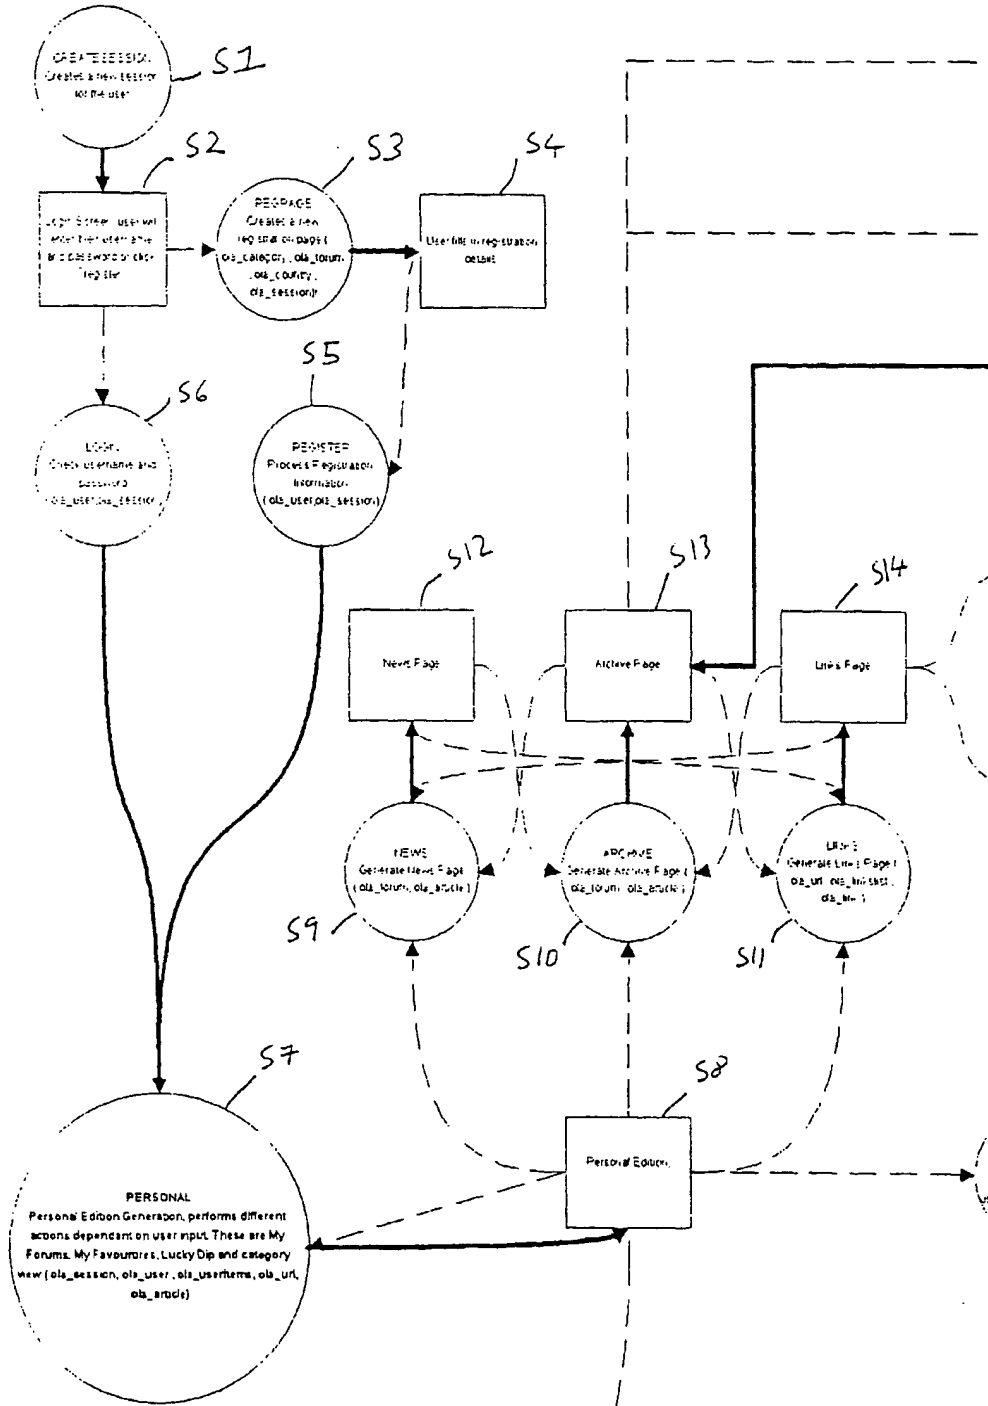 CREATESESSION
Creates a new session
for the user
S1
S2
Login Screen, user will
enter their username
and password or click
register
S3
REGPAGE
Creates a new
registration page (
ola_category, ola_forum
, ola_country,
ola_session)
S4
User fills in registration
details
S5
REGISTER
Process Registration
Information
( ola_user,ola_session)
S6
LOGIN
Check username and
password
( ola_user,ola_session
S12
News Page
S13
Archive Page
S14
Links Page
NEWS
Generate News Page
( ola_forum, ola_article )
S9
ARCHIVE
Generate Archive Page (
ola_forum, ola_article )
S10
LINKS
Generate Links Page (
ola_url, ola_linkslist,
ola_link )
S11
S7
PERSONAL
Personal Edition Generation, performs different
actions dependant on user input. These are My
Forums, My Favourites, Lucky Dip and category
view ( ola_session, ola_user , ola_useritems, ola_url,
ola_article)
S8
Personal Edition,